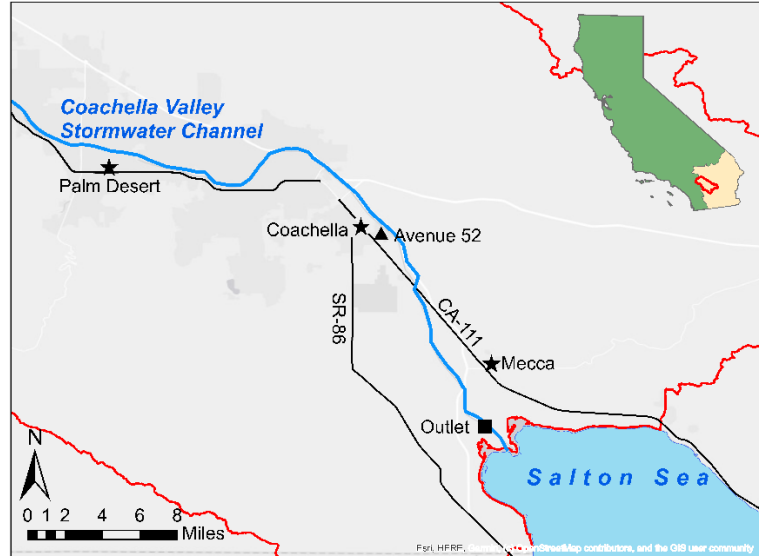 Coachella Valley
Stormwater Channel
Palm Desert
Coachella
Avenue 52
SR-86
CA-111
Mecca
Outlet
N
Salton Sea
0 1 2 4 6 8
Miles
Esri, HERE, OpenStreetMap contributors, and the GIS user community